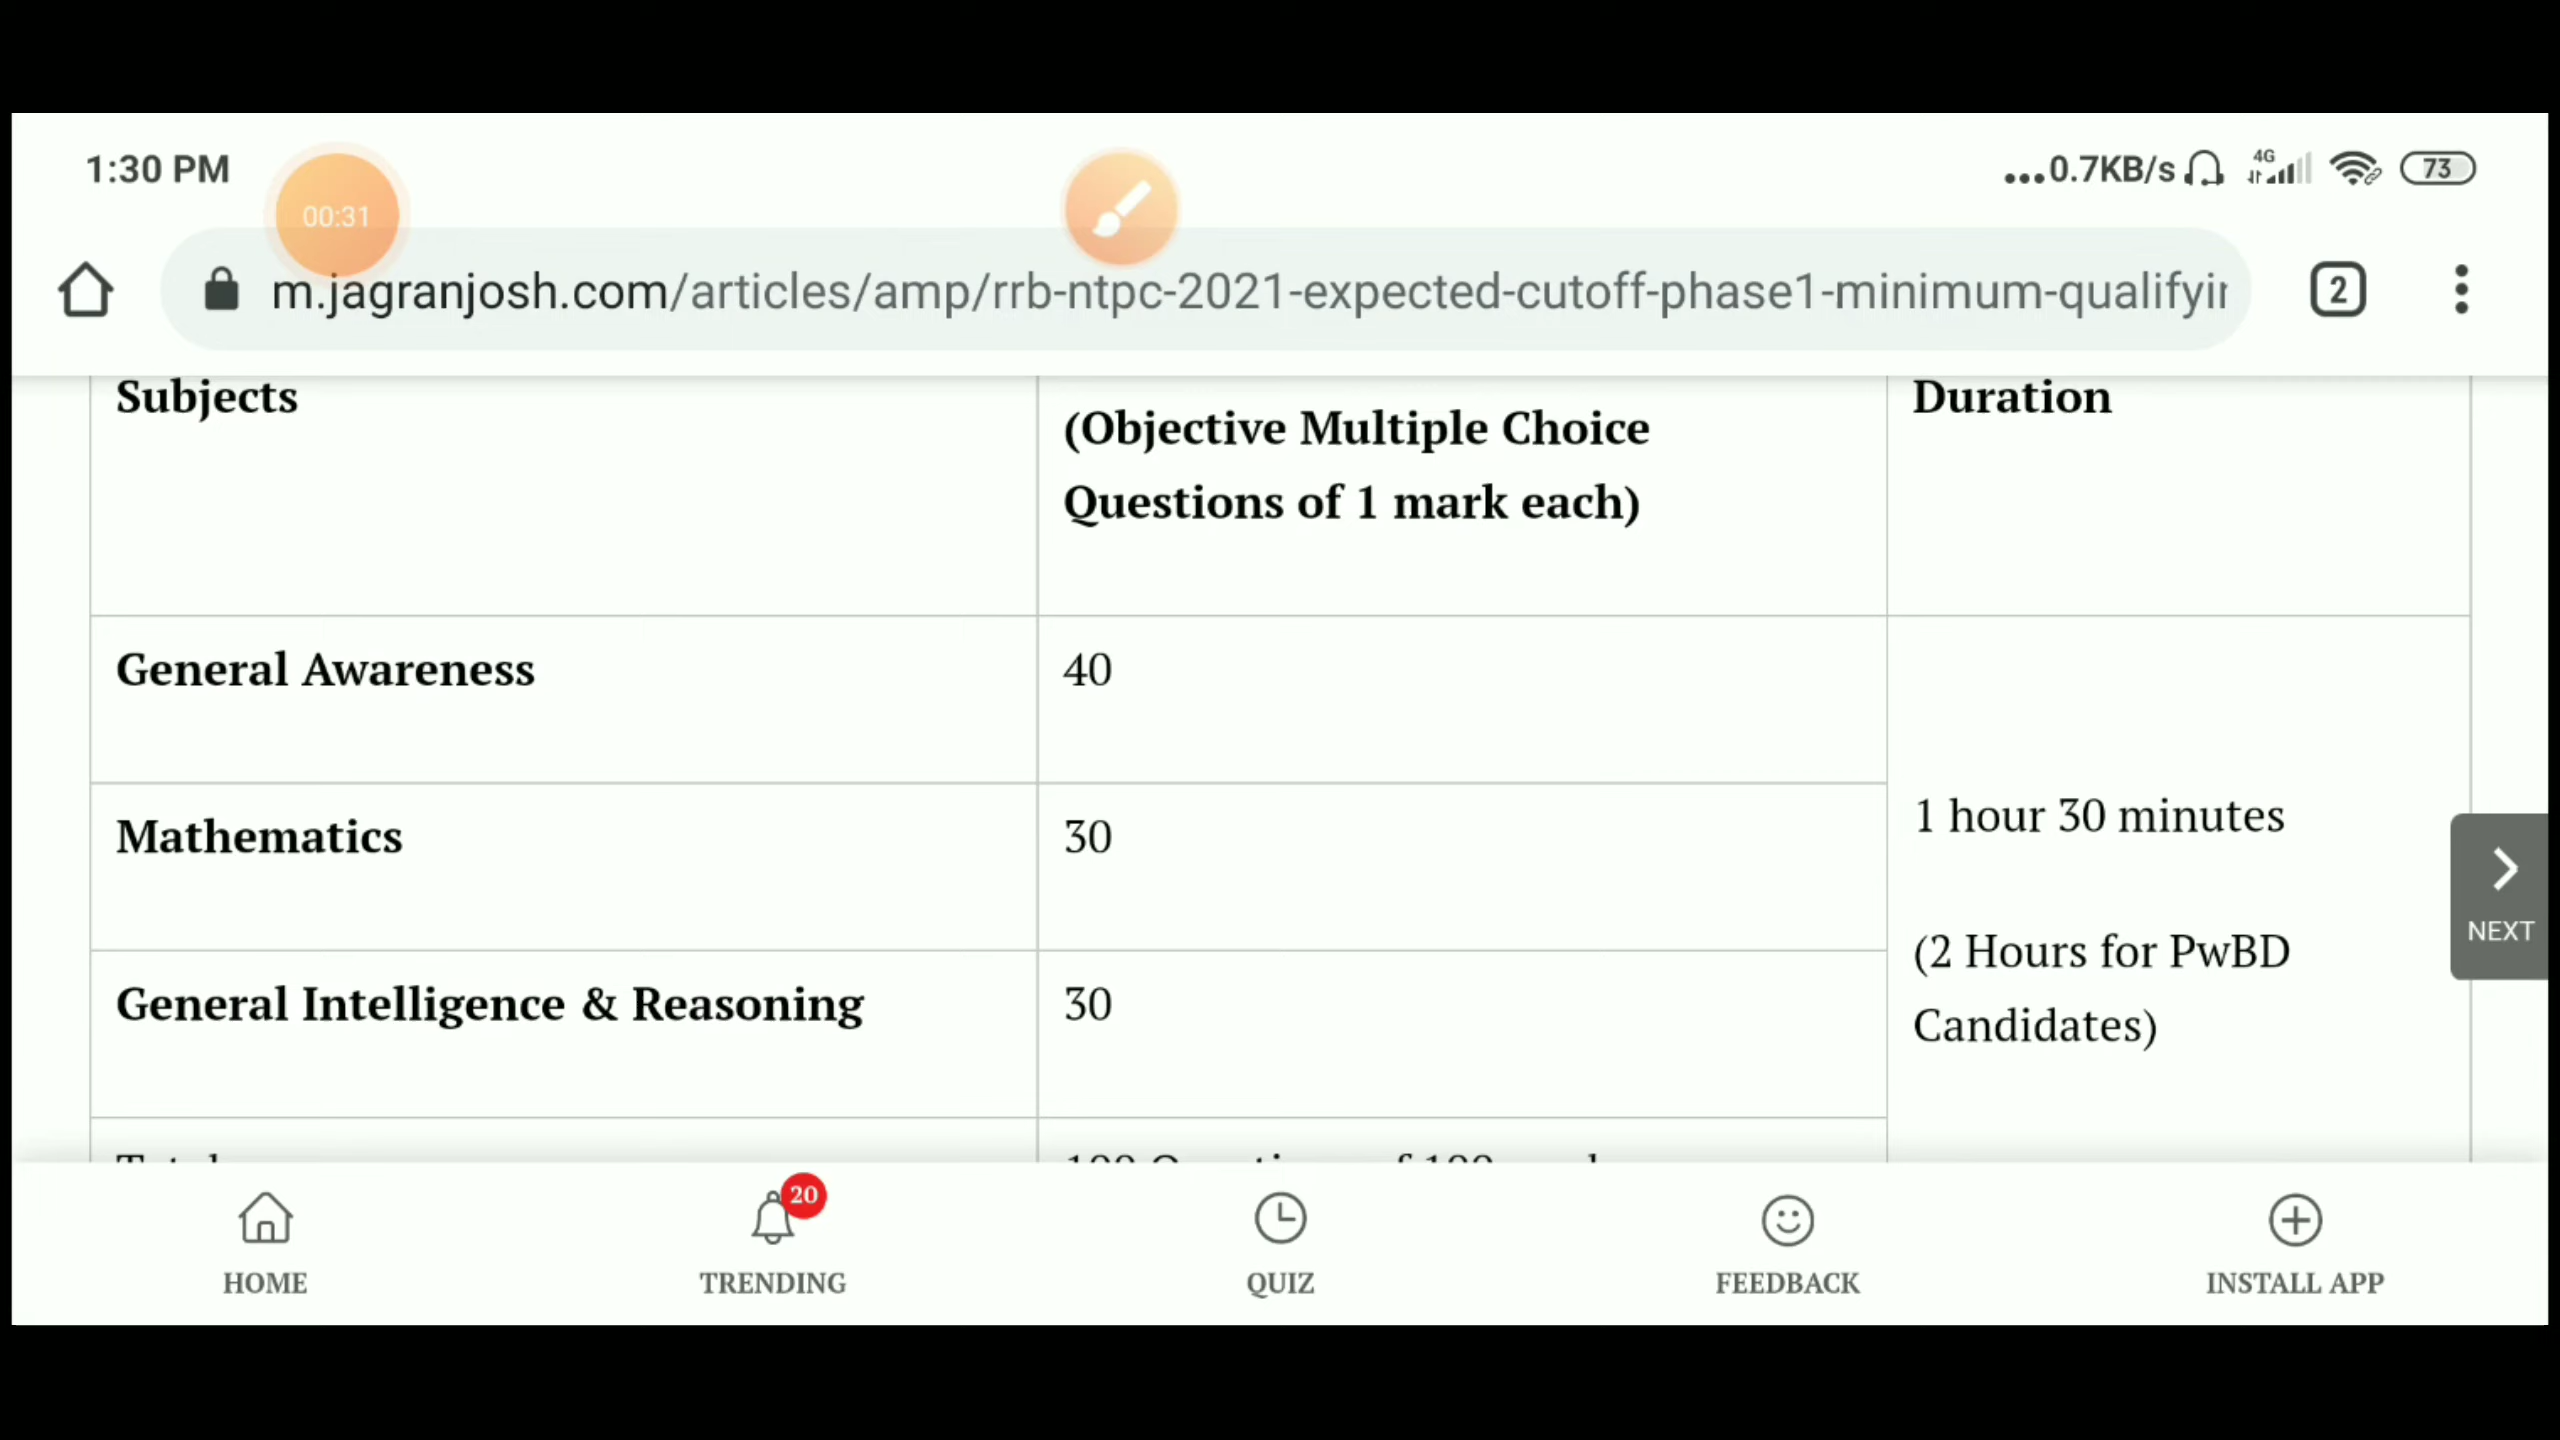 1:30 PM
00:31
...0.7KB/s
4G
73
m.jagranjosh.com/articles/amp/rrb-ntpc-2021-expected-cutoff-phase1-minimum-qualifyin
2
Subjects
(Objective Multiple Choice
Questions of 1 mark each)
Duration
General Awareness
40
Mathematics
30
General Intelligence & Reasoning
30
1 hour 30 minutes
(2 Hours for PwBD
Candidates)
NEXT
20
HOME
TRENDING
QUIZ
FEEDBACK
INSTALL APP